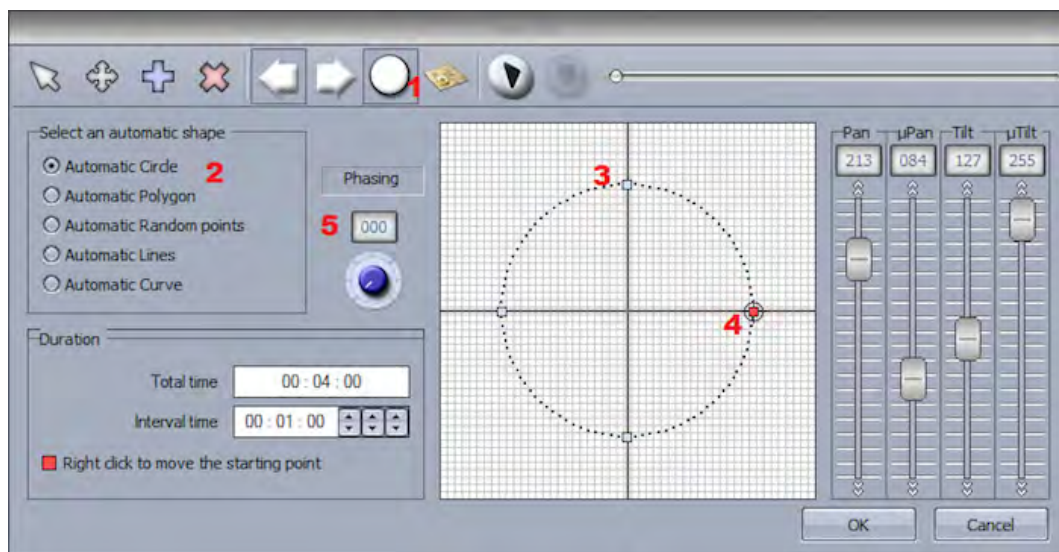 1
Select an automatic shape
Automatic Circle
2
Automatic Polygon
Automatic Random points
Automatic Lines
Automatic Curve
Phasing
5
000
3
4
Pan
µPan
Tilt
µTilt
213
084
127
255
Duration
Total time
00 : 04 : 00
Interval time
00 : 01 : 00
Right click to move the starting point
OK
Cancel